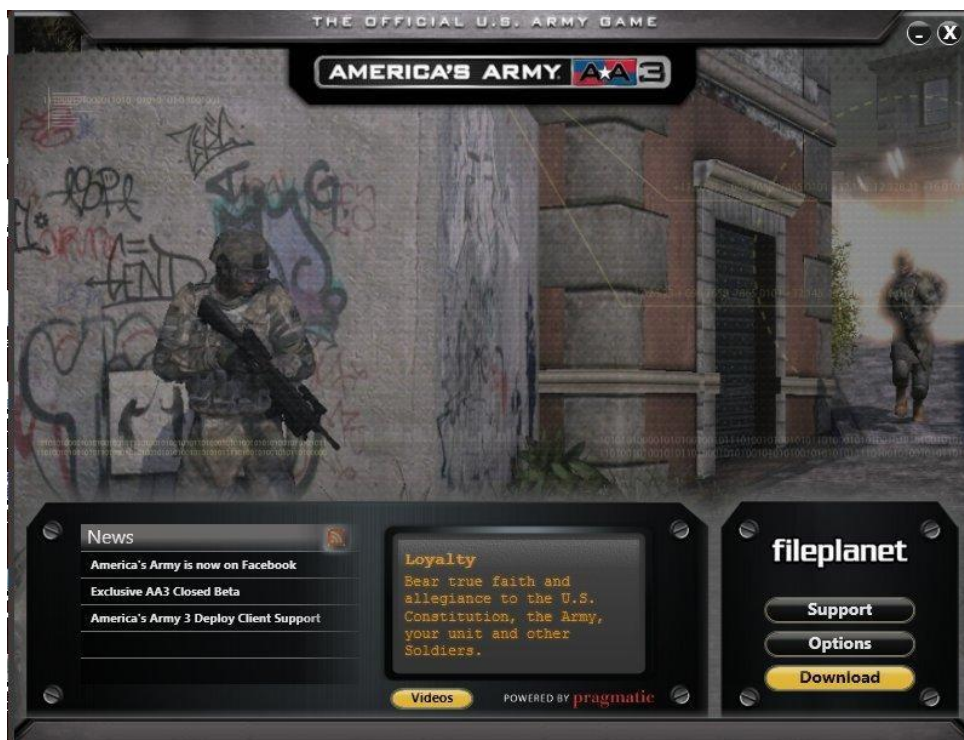 THE OFFICIAL U.S. ARMY GAME
- X
AMERICA'S ARMY. AA3
News
America's Army is now on Facebook
Exclusive AA3 Closed Beta
America's Army 3 Deploy Client Support
Loyalty
Bear true faith and
allegiance to the U.S.
Constitution, the Army,
your unit and other
Soldiers.
Videos
POWERED BY pragmatic
fileplanet
Support
Options
Download